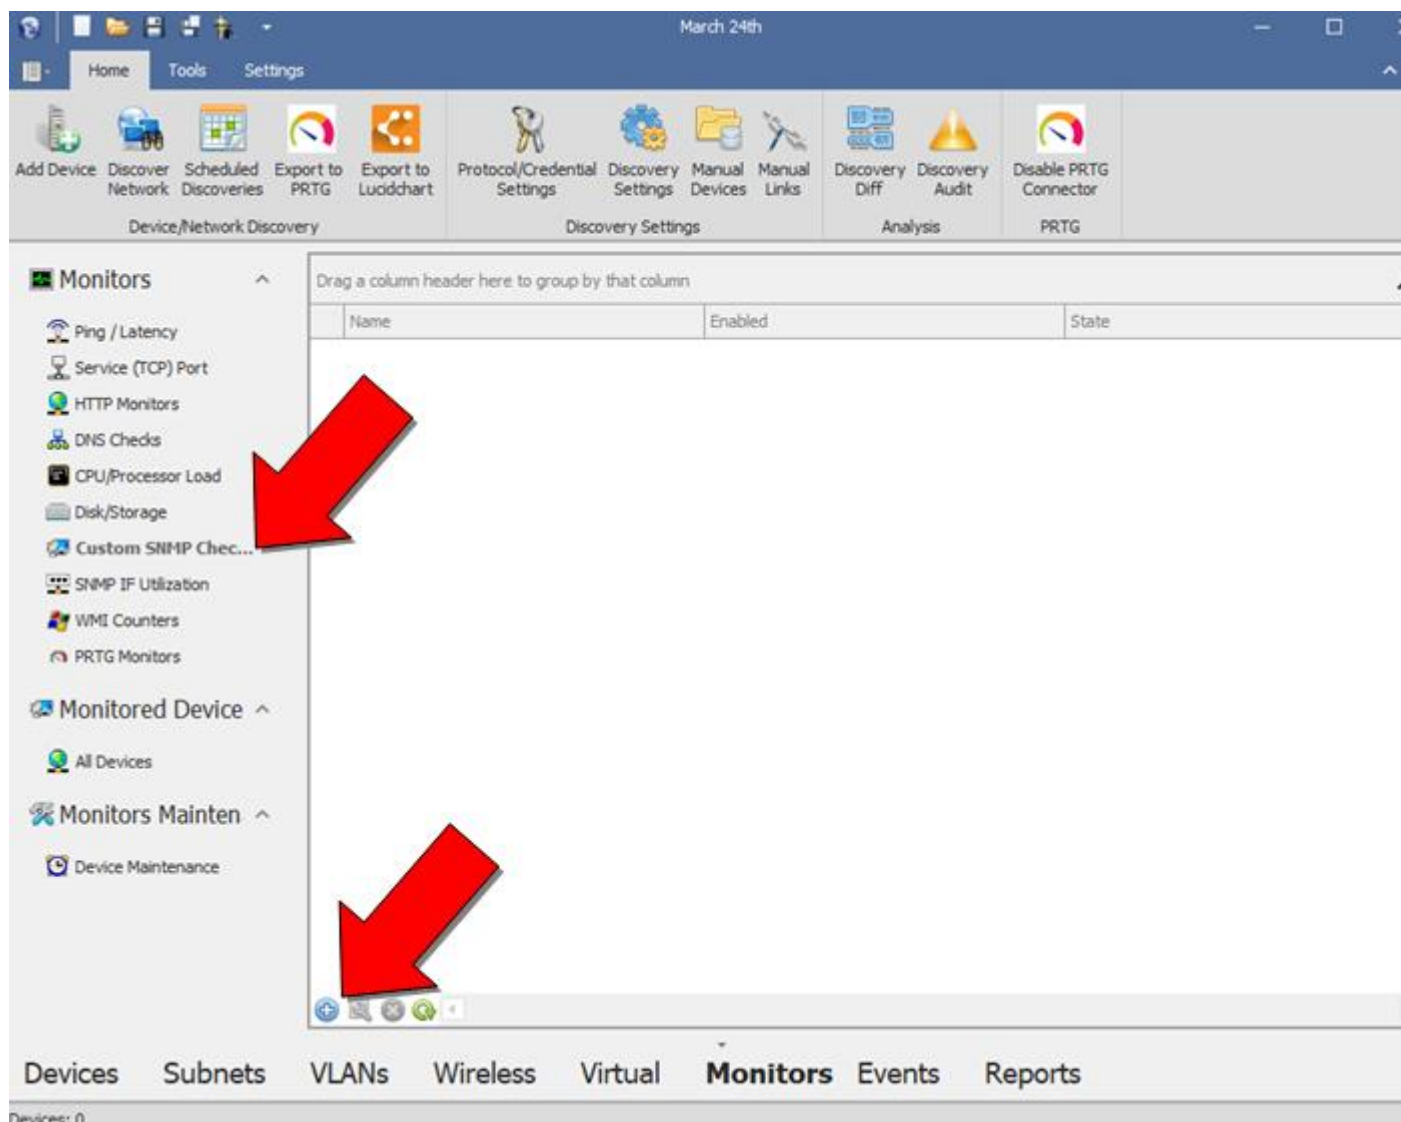 March 24th
Home Tools Settings
Add Device Discover Network Scheduled Discoveries Export to PRTG Export to Lucidchart Protocol/Credential Settings Discovery Settings Manual Devices Manual Links Discovery Diff Discovery Audit Disable PRTG Connector
Device/Network Discovery Discovery Settings Analysis PRTG
Monitors
Ping / Latency
Service (TCP) Port
HTTP Monitors
DNS Checks
CPU/Processor Load
Disk/Storage
Custom SNMP Chec...
SNMP IF Utilization
WMI Counters
PRTG Monitors
Monitored Device
All Devices
Monitors Mainten
Device Maintenance
Drag a column header here to group by that column
Name Enabled State
Devices Subnets VLANs Wireless Virtual Monitors Events Reports
Devices: 0